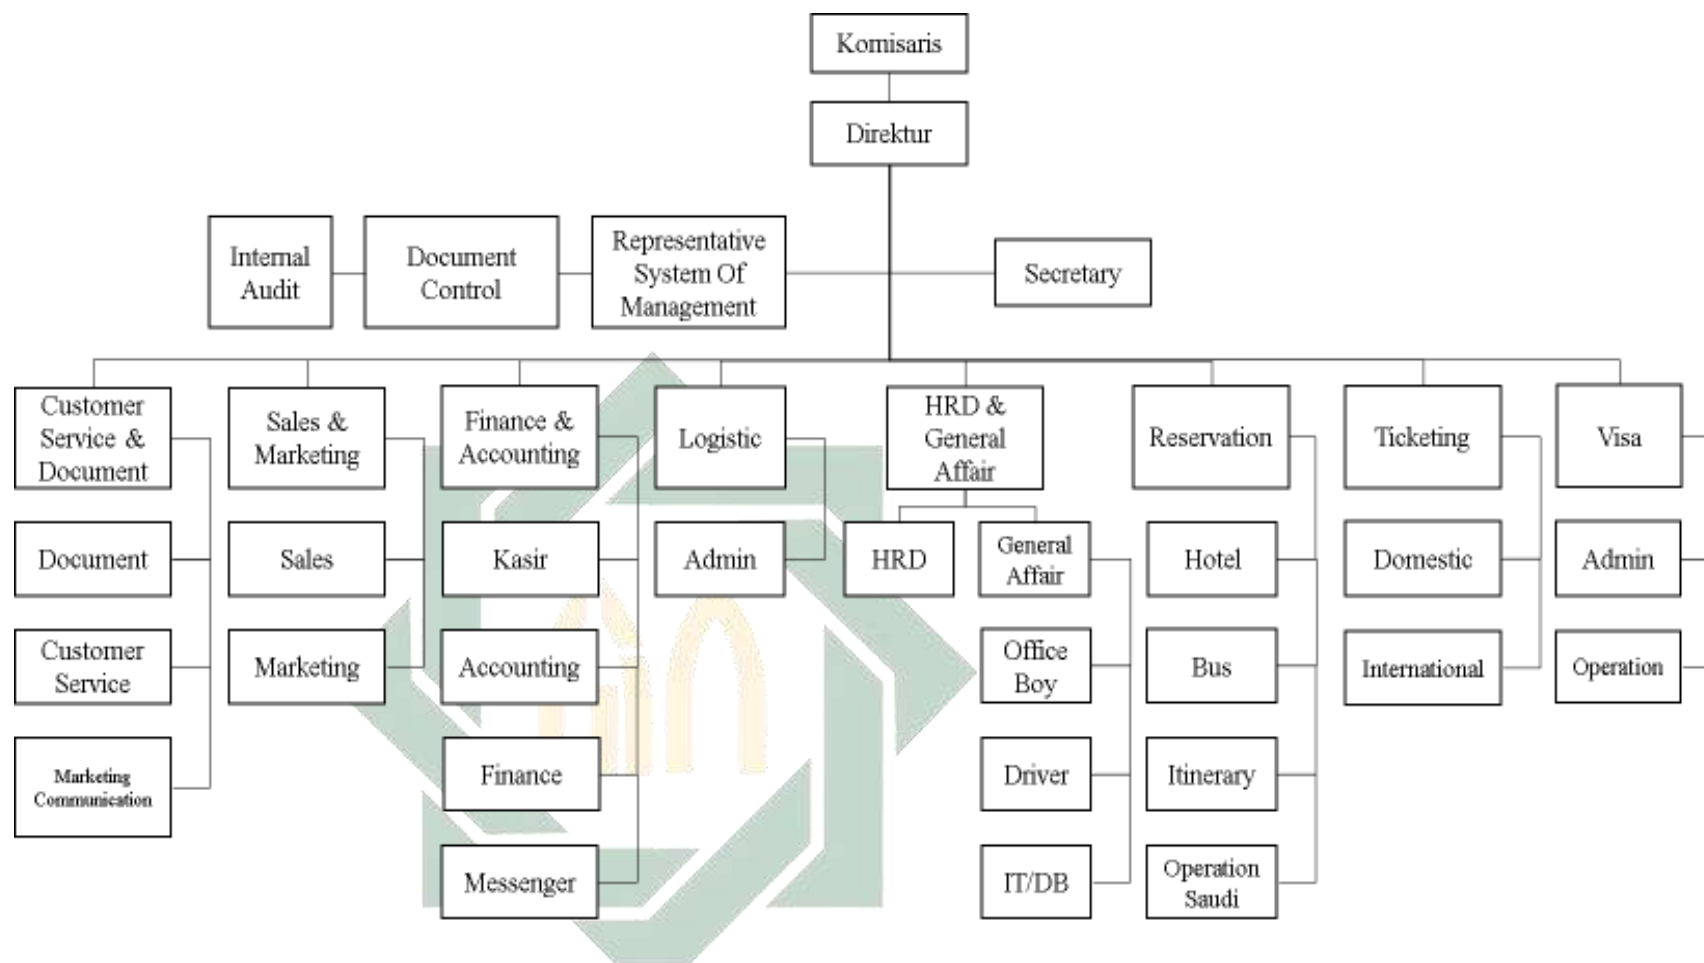 Komisaris
Direktur
Internal
Audit
Document
Control
Representative
System Of
Management
Secretary
Customer
Service &
Document
Sales &
Marketing
Finance &
Accounting
Logistic
HRD &
General
Affair
Reservation
Ticketing
Visa
Document
Sales
Kasir
Admin
HRD
General
Affair
Hotel
Domestic
Admin
Customer
Service
Marketing
Accounting
Office
Boy
Bus
International
Operation
Marketing
Communication
Finance
Driver
Itinerary
Messenger
IT/DB
Operation
Saudi